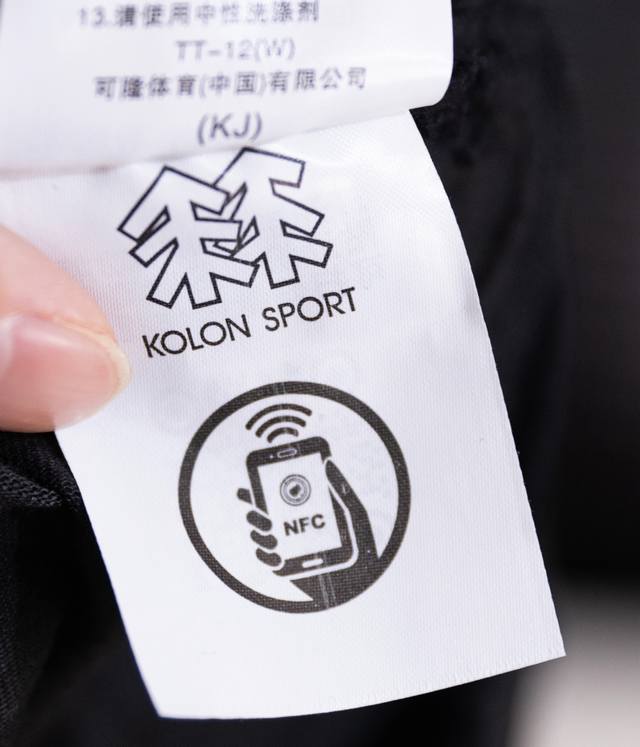 13.请使用中性洗涤剂
TT-12(W)
可隆体育(中国)有限公司
(KJ)
KOLON SPORT
NFC